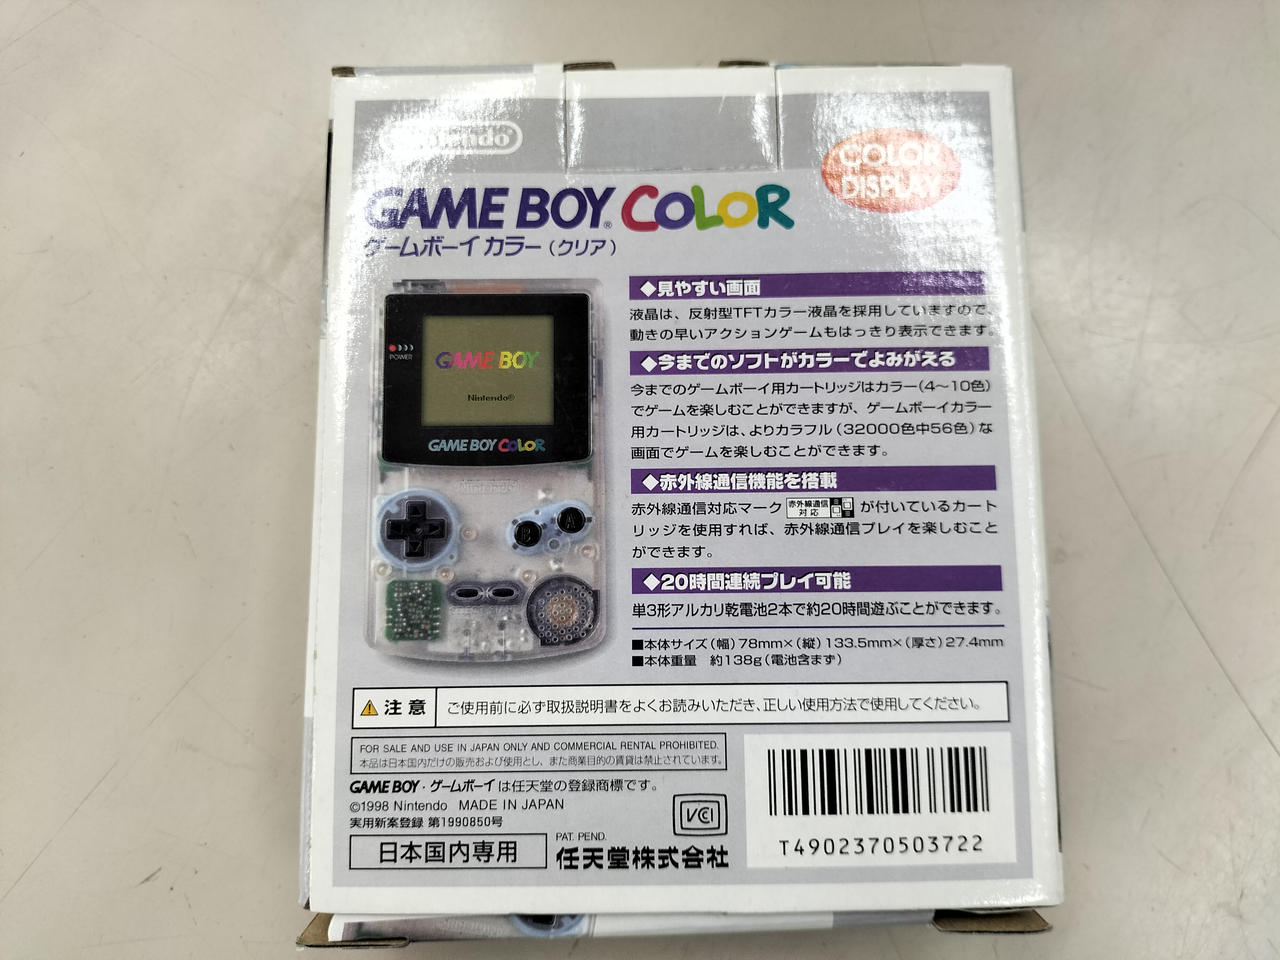 Nintendo
COLOR
DISPLAY
GAME BOY® COLOR
ゲームボーイ カラー（クリア）
POWER
GAME BOY
Nintendo®
GAME BOY COLOR
B
A
◆見やすい画面
液晶は、反射型TFTカラー液晶を採用していますので、
動きの早いアクションゲームもはっきり表示できます。
◆今までのソフトがカラーでよみがえる
今までのゲームボーイ用カートリッジはカラー（4〜10色）
でゲームを楽しむことができますが、ゲームボーイカラー
用カートリッジは、よりカラフル（32000色中56色）な
画面でゲームを楽しむことができます。
◆赤外線通信機能を搭載
赤外線通信対応マーク 赤外線通信対応 が付いているカート
リッジを使用すれば、赤外線通信プレイを楽しむこと
ができます。
◆20時間連続プレイ可能
単3形アルカリ乾電池2本で約20時間遊ぶことができます。
■本体サイズ（幅）78mm×（縦）133.5mm×（厚さ）27.4mm
■本体重量 約138g（電池含まず）
注意 ご使用前に必ず取扱説明書をよくお読みいただき、正しい使用方法で使用してください。
FOR SALE AND USE IN JAPAN ONLY AND COMMERCIAL RENTAL PROHIBITED.
本品は日本国内だけの販売および使用とし、また商業目的の賃貸は禁止されています。
GAME BOY・ゲームボーイは任天堂の登録商標です。
©1998 Nintendo MADE IN JAPAN
実用新案登録 第1990850号
VCI
日本国内専用
PAT. PEND.
任天堂株式会社
T4902370503722